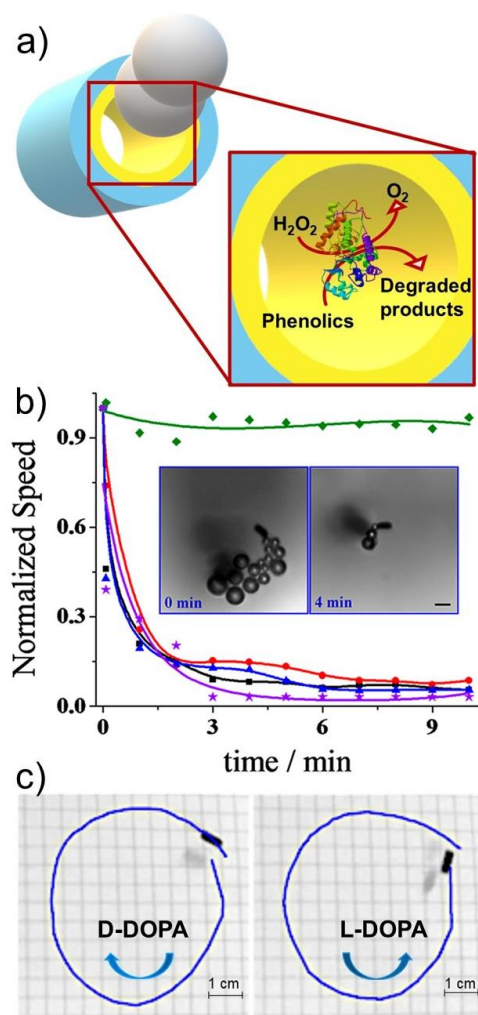 a)
O₂
H₂O₂
Degraded
products
Phenolics
b)
Normalized Speed
0.9
0.6
0.3
0.0
0 min
4 min
0
3
6
9
time / min
c)
D-DOPA
1 cm
L-DOPA
1 cm